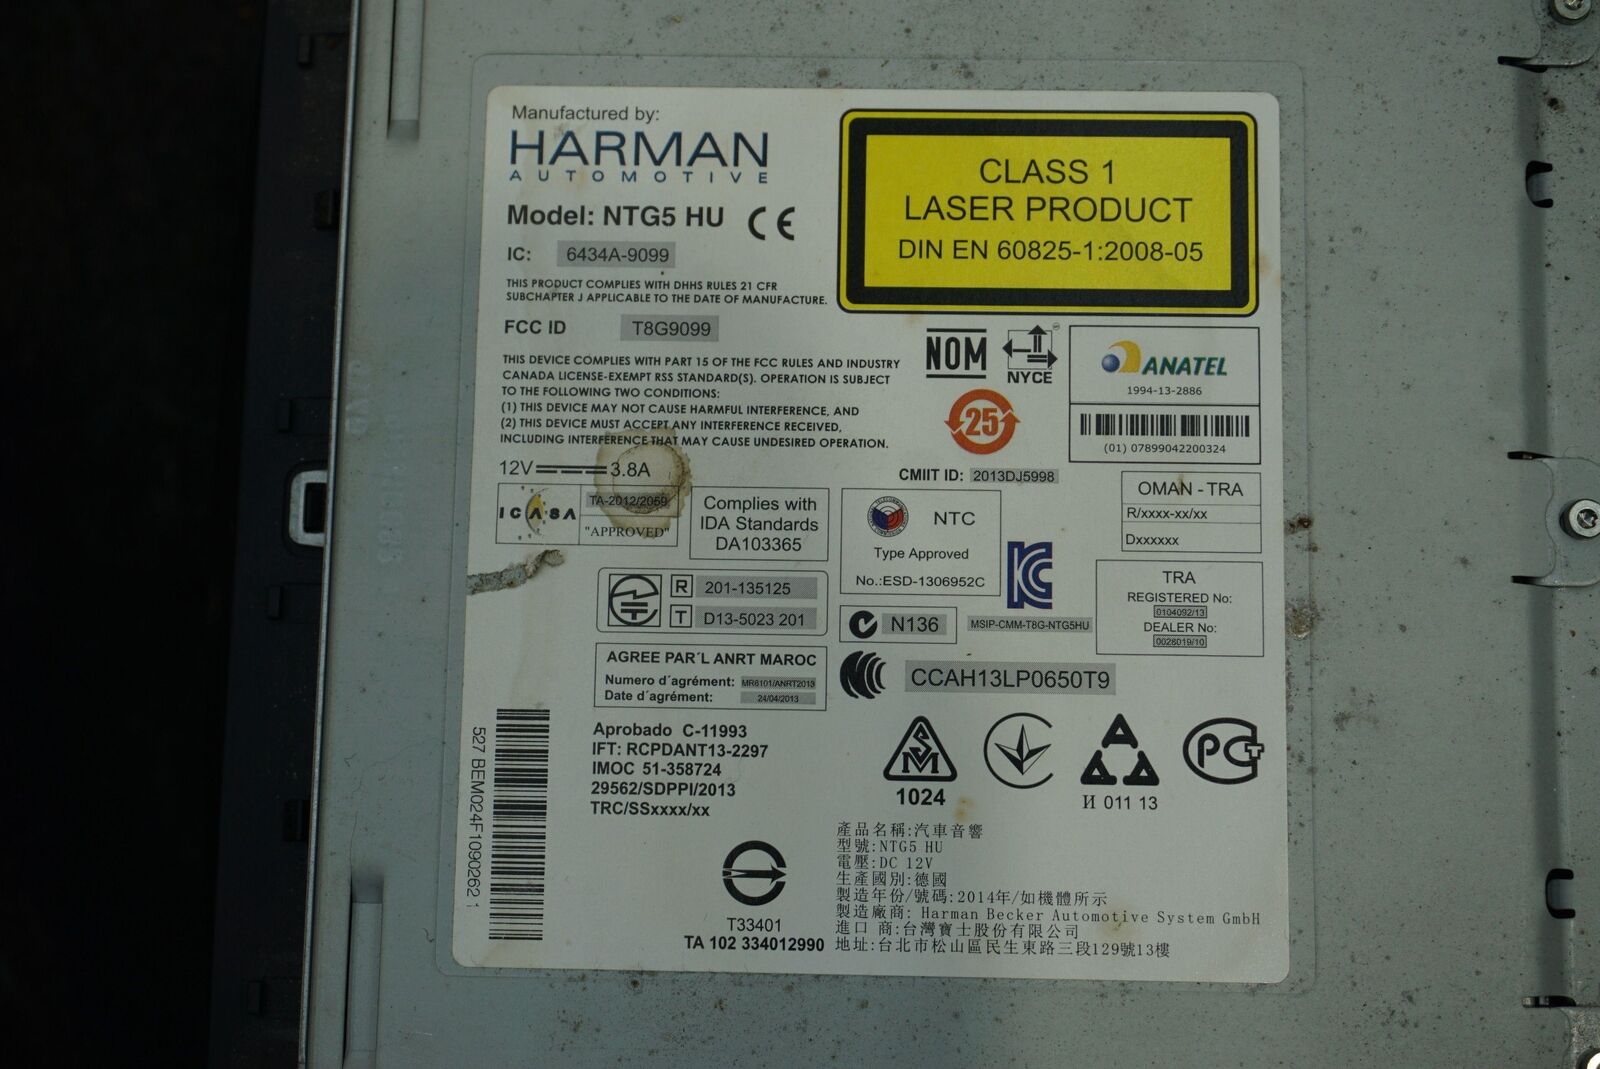 Manufactured by:
HARMAN
AUTOMOTIVE
Model: NTG5 HU CE
IC: 6434A-9099
THIS PRODUCT COMPLIES WITH DHHS RULES 21 CFR
SUBCHAPTER J APPLICABLE TO THE DATE OF MANUFACTURE.
FCC ID T8G9099
THIS DEVICE COMPLIES WITH PART 15 OF THE FCC RULES AND INDUSTRY
CANADA LICENSE-EXEMPT RSS STANDARD(S). OPERATION IS SUBJECT
TO THE FOLLOWING TWO CONDITIONS:
(1) THIS DEVICE MAY NOT CAUSE HARMFUL INTERFERENCE, AND
(2) THIS DEVICE MUST ACCEPT ANY INTERFERENCE RECEIVED,
INCLUDING INTERFERENCE THAT MAY CAUSE UNDESIRED OPERATION.
12V 3.8A
CLASS 1
LASER PRODUCT
DIN EN 60825-1:2008-05
NOM
NYCE
ANATEL
1994-13-2886
(01) 07899042200324
25
CMIIT ID: 2013DJ5998
ICASA
TA-2012/2059
"APPROVED"
Complies with
IDA Standards
DA103365
NTC
Type Approved
No.:ESD-1306952C
OMAN - TRA
R/xxxx-xx/xx
Dxxxxxx
R 201-135125
T D13-5023 201
N136
KC
MSIP-CMM-T8G-NTG5HU
TRA
REGISTERED No:
0104092/13
DEALER No:
0028019/10
AGREE PAR´L ANRT MAROC
Numero d´agrément: MR8101/ANRT2013
Date d´agrément: 24/04/2013
CCAH13LP0650T9
Aprobado C-11993
IFT: RCPDANT13-2297
IMOC 51-358724
29562/SDPPI/2013
TRC/SSxxxx/xx
SM
1024
И 011 13
РСТ
527 BEM024F1090262 1
T33401
TA 102 334012990
產品名稱:汽車音響
型號:NTG5 HU
電壓:DC 12V
生產國別:德國
製造年份/號碼:2014年/如機體所示
製造廠商: Harman Becker Automotive System GmbH
進口 商:台灣寶士股份有限公司
地址:台北市松山區民生東路三段129號13樓